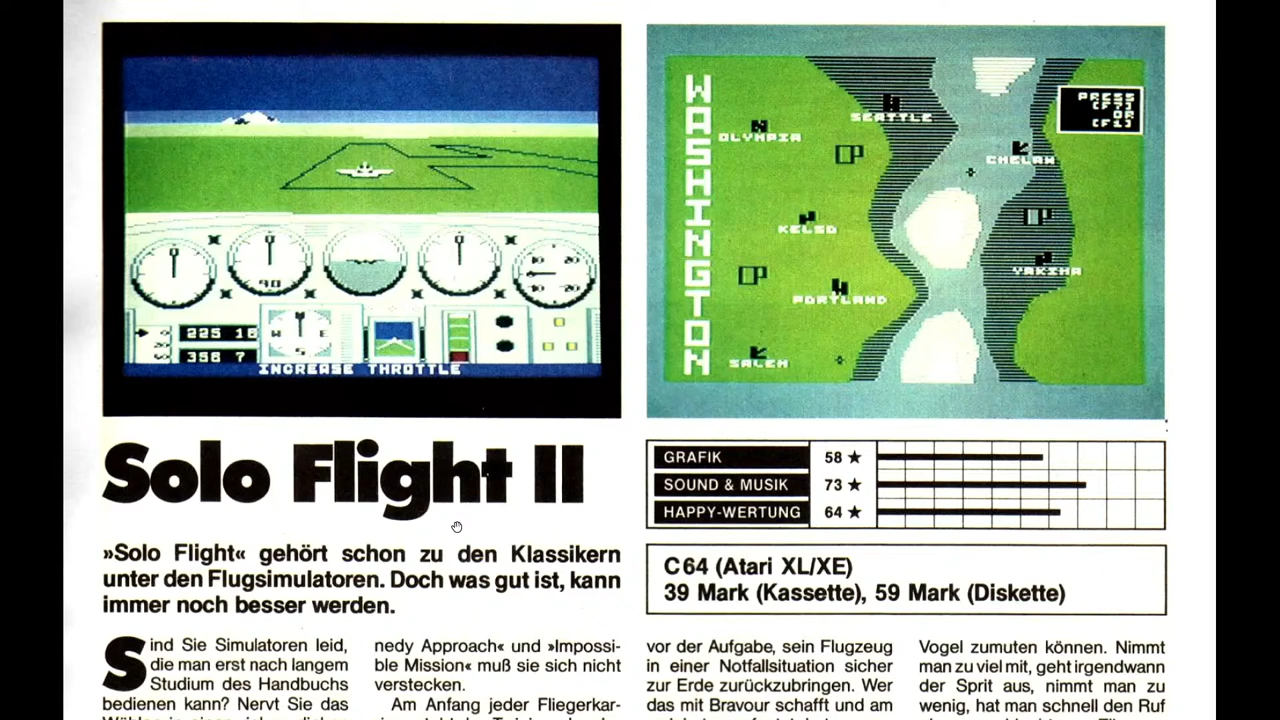 225 18
356 7
INCREASE THROTTLE
WASHINGTON
SEATTLE
OLYMPIA
CHELAN
KELSO
YAKIMA
PORTLAND
SALEM
PRESS
OR
Solo Flight II
»Solo Flight« gehört schon zu den Klassikern
unter den Flugsimulatoren. Doch was gut ist, kann
immer noch besser werden.
GRAFIK 58 ★
SOUND & MUSIK 73 ★
HAPPY-WERTUNG 64 ★
C 64 (Atari XL/XE)
39 Mark (Kassette), 59 Mark (Diskette)
Sind Sie Simulatoren leid,
die man erst nach langem
Studium des Handbuchs
bedienen kann? Nervt Sie das
nedy Approach« und »Impossi-
ble Mission« muß sie sich nicht
verstecken.
Am Anfang jeder Fliegerkar-
vor der Aufgabe, sein Flugzeug
in einer Notfallsituation sicher
zur Erde zurückzubringen. Wer
das mit Bravour schafft und am
Vogel zumuten können. Nimmt
man zu viel mit, geht irgendwann
der Sprit aus, nimmt man zu
wenig, hat man schnell den Ruf